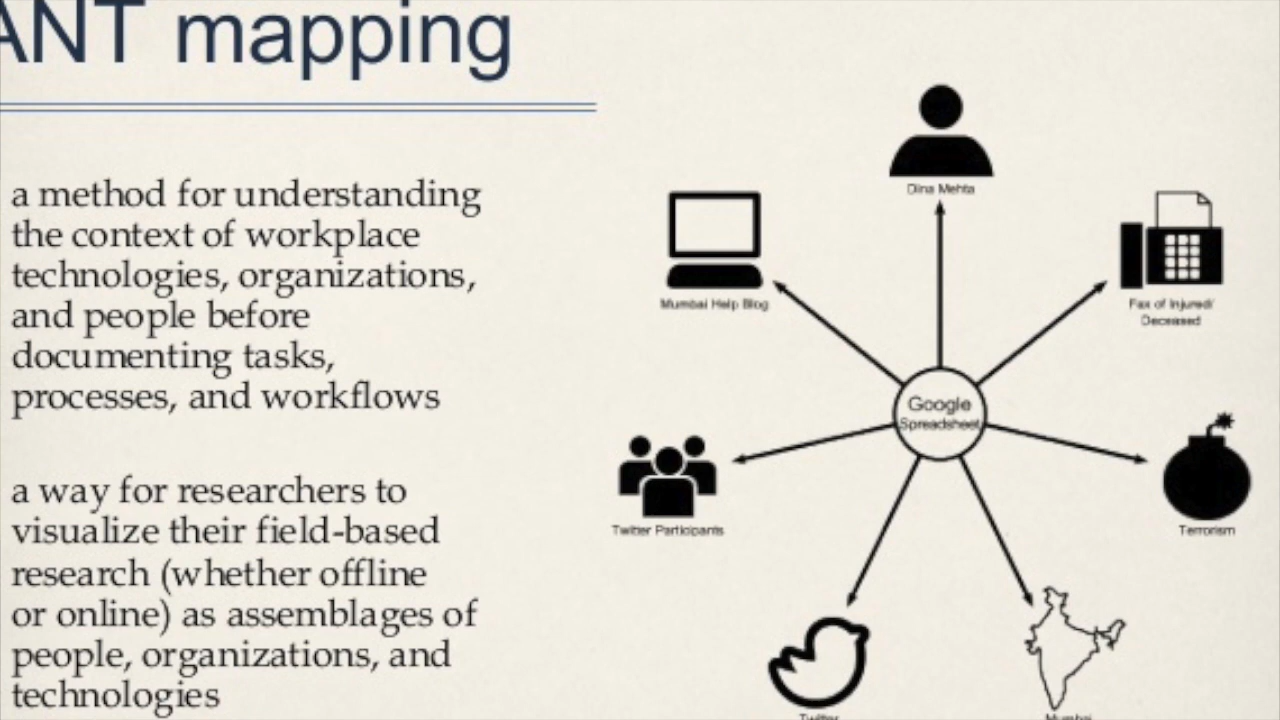 ANT mapping
a method for understanding
the context of workplace
technologies, organizations,
and people before
documenting tasks,
processes, and workflows
a way for researchers to
visualize their field-based
research (whether offline
or online) as assemblages of
people, organizations, and
technologies
Dina Mehta
Mumbai Help Blog
Fax of Injured/
Deceased
Google
Spreadsheet
Twitter Participants
Terrorism
Twitter
Mumbai